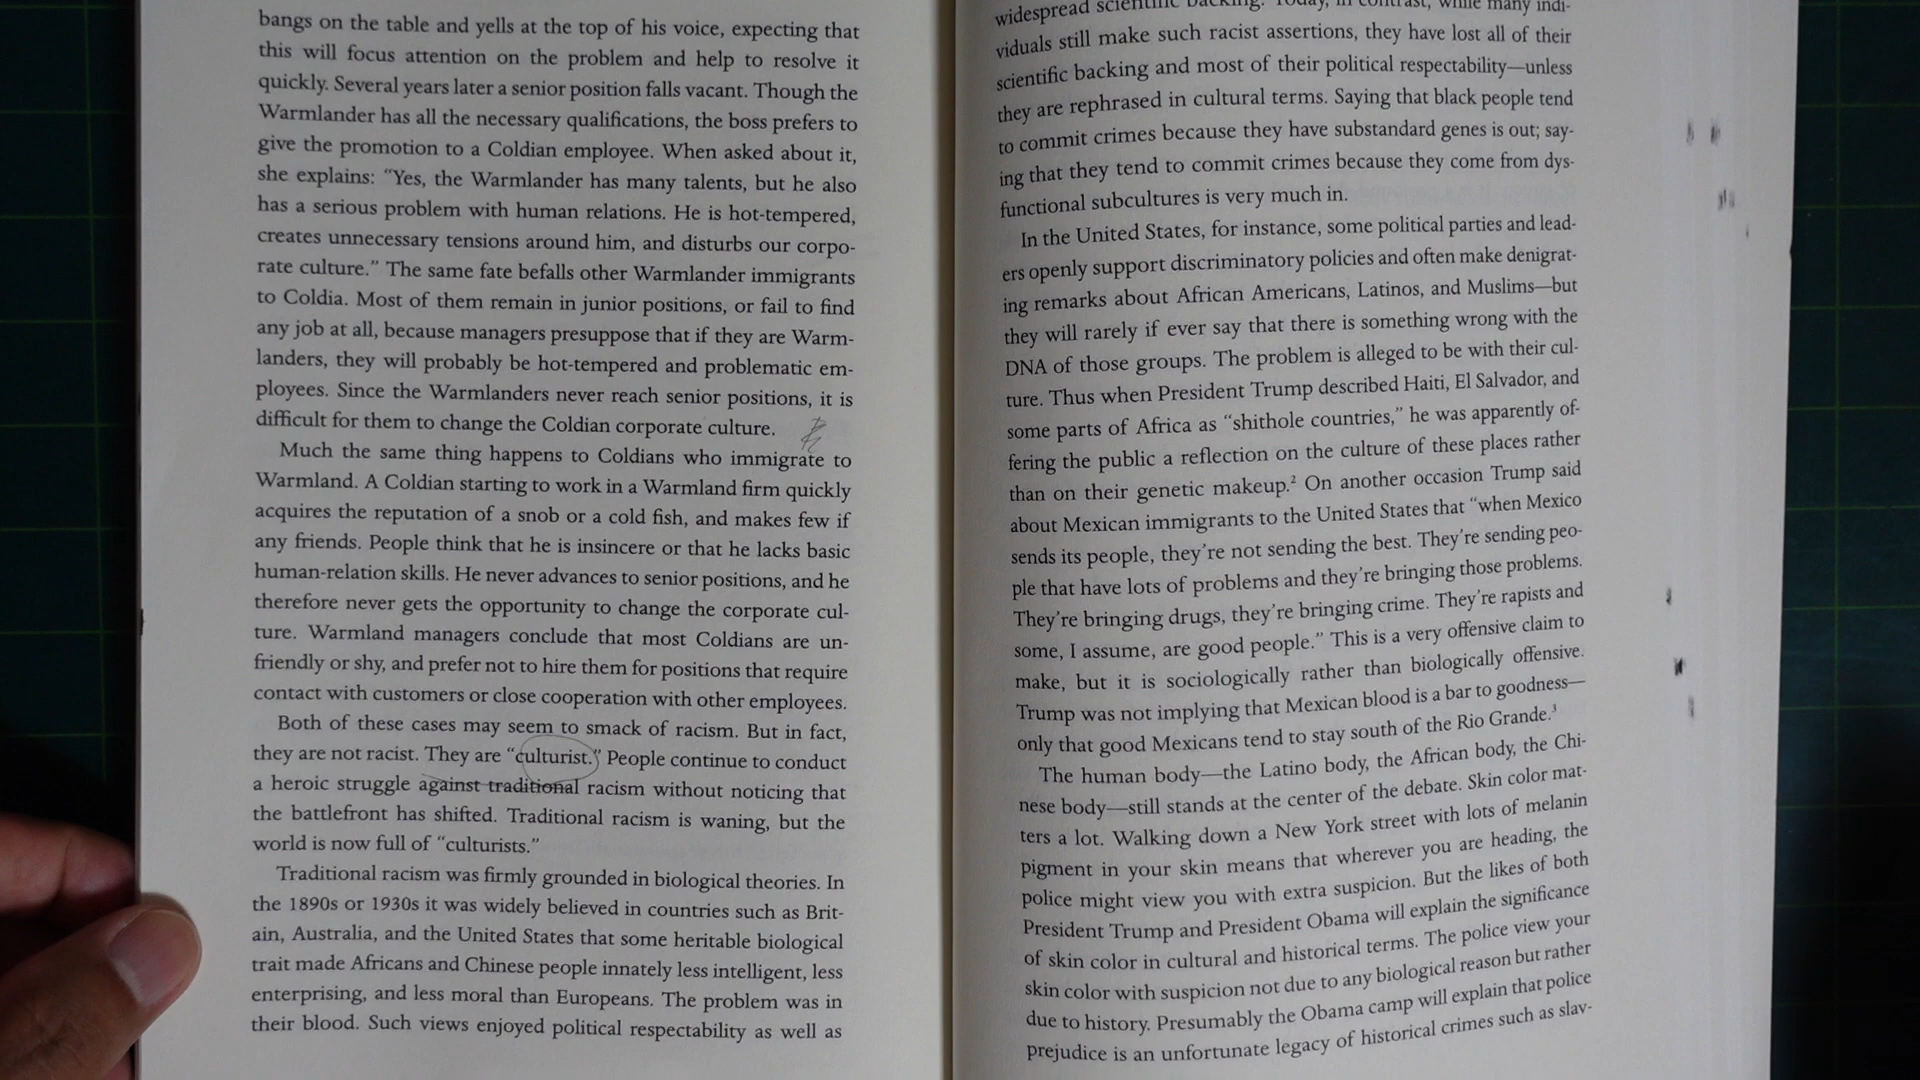 bangs on the table and yells at the top of his voice, expecting that
this will focus attention on the problem and help to resolve it
quickly. Several years later a senior position falls vacant. Though the
Warmlander has all the necessary qualifications, the boss prefers to
give the promotion to a Coldian employee. When asked about it,
she explains: “Yes, the Warmlander has many talents, but he also
has a serious problem with human relations. He is hot-tempered,
creates unnecessary tensions around him, and disturbs our corpo-
rate culture.” The same fate befalls other Warmlander immigrants
to Coldia. Most of them remain in junior positions, or fail to find
any job at all, because managers presuppose that if they are Warm-
landers, they will probably be hot-tempered and problematic em-
ployees. Since the Warmlanders never reach senior positions, it is
difficult for them to change the Coldian corporate culture.
Much the same thing happens to Coldians who immigrate to
Warmland. A Coldian starting to work in a Warmland firm quickly
acquires the reputation of a snob or a cold fish, and makes few if
any friends. People think that he is insincere or that he lacks basic
human-relation skills. He never advances to senior positions, and he
therefore never gets the opportunity to change the corporate cul-
ture. Warmland managers conclude that most Coldians are un-
friendly or shy, and prefer not to hire them for positions that require
contact with customers or close cooperation with other employees.
Both of these cases may seem to smack of racism. But in fact,
they are not racist. They are “culturist.” People continue to conduct
a heroic struggle against traditional racism without noticing that
the battlefront has shifted. Traditional racism is waning, but the
world is now full of “culturists.”
Traditional racism was firmly grounded in biological theories. In
the 1890s or 1930s it was widely believed in countries such as Brit-
ain, Australia, and the United States that some heritable biological
trait made Africans and Chinese people innately less intelligent, less
enterprising, and less moral than Europeans. The problem was in
their blood. Such views enjoyed political respectability as well as
widespread scientific backing. Today, in contrast, while many indi-
viduals still make such racist assertions, they have lost all of their
scientific backing and most of their political respectability—unless
they are rephrased in cultural terms. Saying that black people tend
to commit crimes because they have substandard genes is out; say-
ing that they tend to commit crimes because they come from dys-
functional subcultures is very much in.
In the United States, for instance, some political parties and lead-
ers openly support discriminatory policies and often make denigrat-
ing remarks about African Americans, Latinos, and Muslims—but
they will rarely if ever say that there is something wrong with the
DNA of those groups. The problem is alleged to be with their cul-
ture. Thus when President Trump described Haiti, El Salvador, and
some parts of Africa as “shithole countries,” he was apparently of-
fering the public a reflection on the culture of these places rather
than on their genetic makeup.² On another occasion Trump said
about Mexican immigrants to the United States that “when Mexico
sends its people, they’re not sending the best. They’re sending peo-
ple that have lots of problems and they’re bringing those problems.
They’re bringing drugs, they’re bringing crime. They’re rapists and
some, I assume, are good people.” This is a very offensive claim to
make, but it is sociologically rather than biologically offensive.
Trump was not implying that Mexican blood is a bar to goodness—
only that good Mexicans tend to stay south of the Rio Grande.³
The human body—the Latino body, the African body, the Chi-
nese body—still stands at the center of the debate. Skin color mat-
ters a lot. Walking down a New York street with lots of melanin
pigment in your skin means that wherever you are heading, the
police might view you with extra suspicion. But the likes of both
President Trump and President Obama will explain the significance
of skin color in cultural and historical terms. The police view your
skin color with suspicion not due to any biological reason but rather
due to history. Presumably the Obama camp will explain that police
prejudice is an unfortunate legacy of historical crimes such as slav-